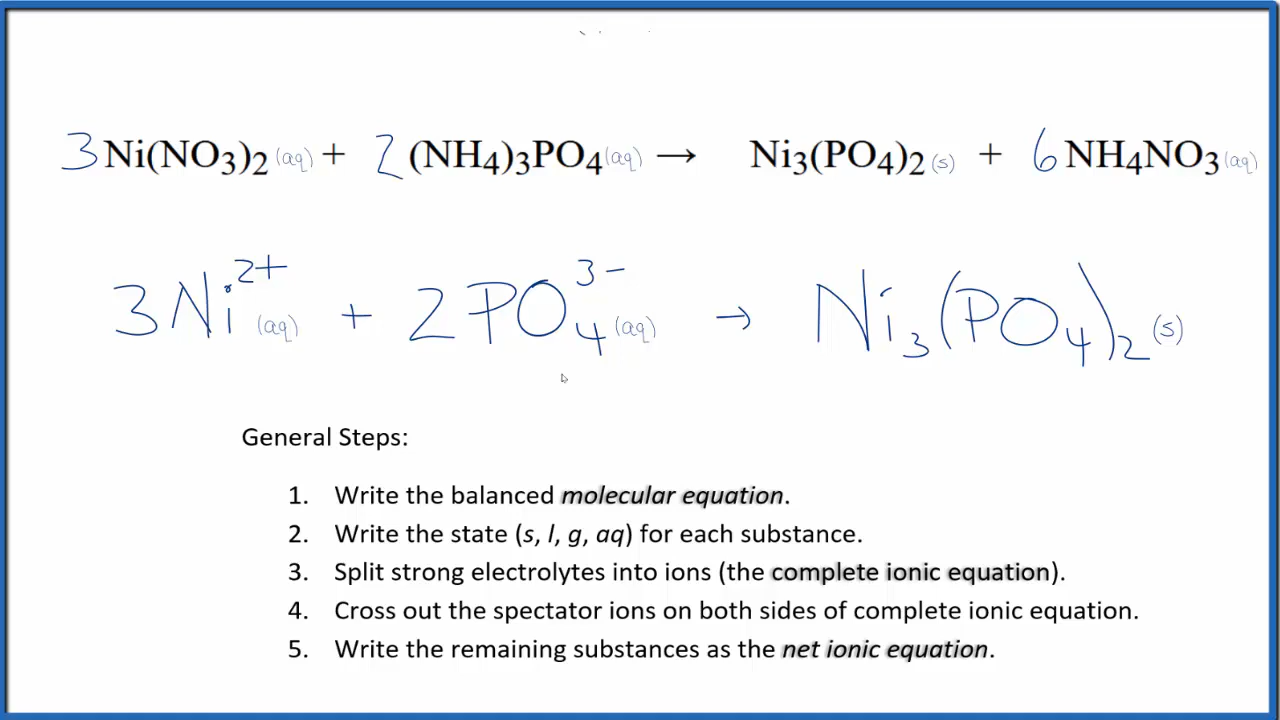 3Ni(NO3)2(aq) + 2(NH4)3PO4(aq) → Ni3(PO4)2(s) + 6NH4NO3(aq)
3Ni²⁺(aq) + 2PO₄³⁻(aq) → Ni₃(PO₄)₂(s)
General Steps:
1. Write the balanced molecular equation.
2. Write the state (s, l, g, aq) for each substance.
3. Split strong electrolytes into ions (the complete ionic equation).
4. Cross out the spectator ions on both sides of complete ionic equation.
5. Write the remaining substances as the net ionic equation.